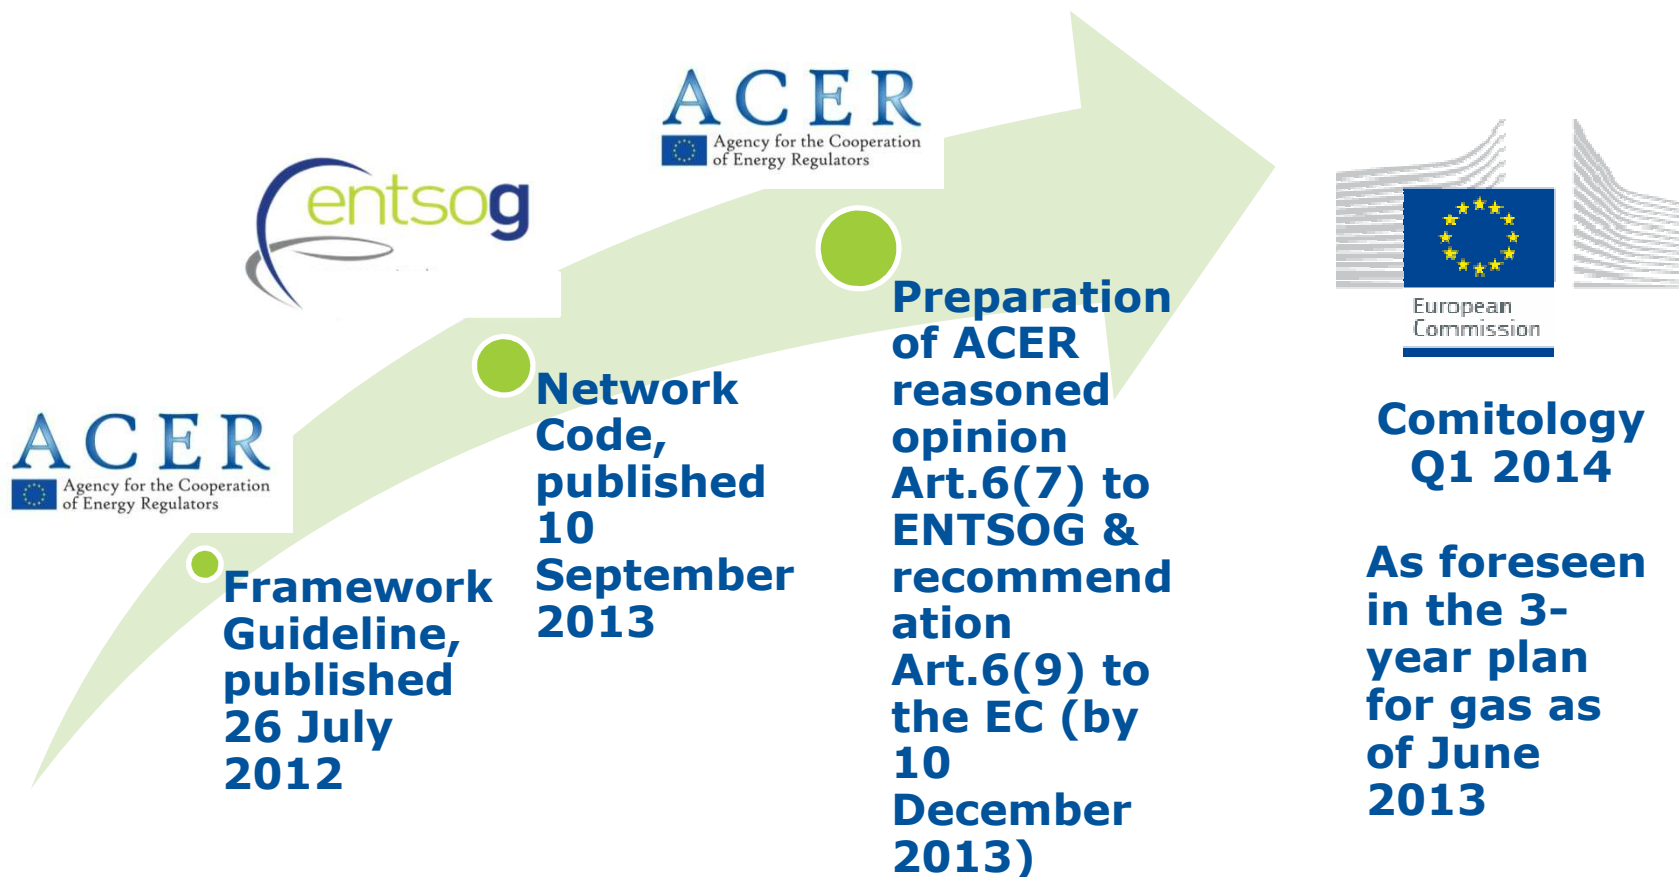 ACER
Agency for the Cooperation
of Energy Regulators
Framework
Guideline,
published
26 July
2012
entsog
Network
Code,
published
10
September
2013
ACER
Agency for the Cooperation
of Energy Regulators
Preparation
of ACER
reasoned
opinion
Art.6(7) to
ENTSOG &
recommend
ation
Art.6(9) to
the EC (by
10
December
2013)
European
Commission
Comitology
Q1 2014
As foreseen
in the 3-
year plan
for gas as
of June
2013